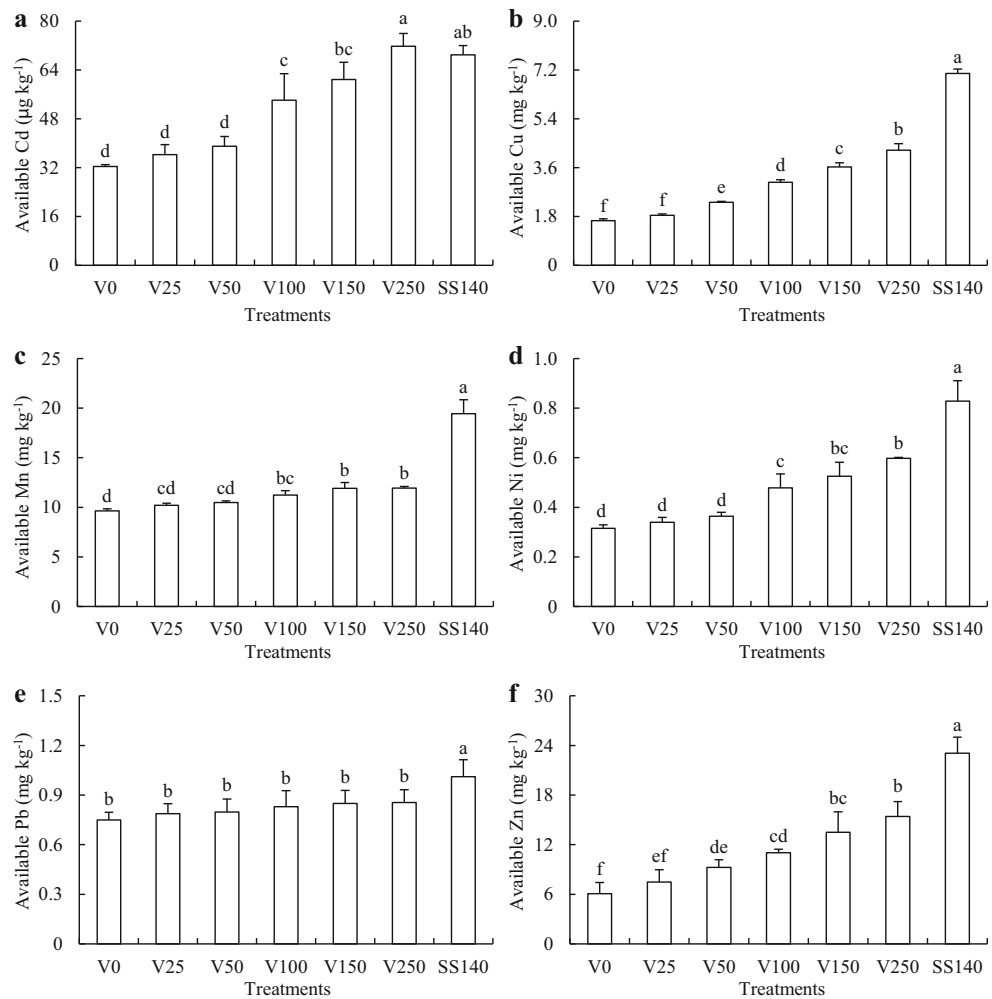 a
Available Cd (µg kg-1)
80
64
48
32
16
0
d
d
d
c
bc
a
ab
V0 V25 V50 V100 V150 V250 SS140
Treatments
b
Available Cu (mg kg-1)
9.0
7.2
5.4
3.6
1.8
0
f
f
e
d
c
b
a
V0 V25 V50 V100 V150 V250 SS140
Treatments
c
Available Mn (mg kg-1)
25
20
15
10
5
0
d
cd
cd
bc
b
b
a
V0 V25 V50 V100 V150 V250 SS140
Treatments
d
Available Ni (mg kg-1)
1.0
0.8
0.6
0.4
0.2
0
d
d
d
c
bc
b
a
V0 V25 V50 V100 V150 V250 SS140
Treatments
e
Available Pb (mg kg-1)
1.5
1.2
0.9
0.6
0.3
0
b
b
b
b
b
b
a
V0 V25 V50 V100 V150 V250 SS140
Treatments
f
Available Zn (mg kg-1)
30
24
18
12
6
0
f
ef
de
cd
bc
b
a
V0 V25 V50 V100 V150 V250 SS140
Treatments